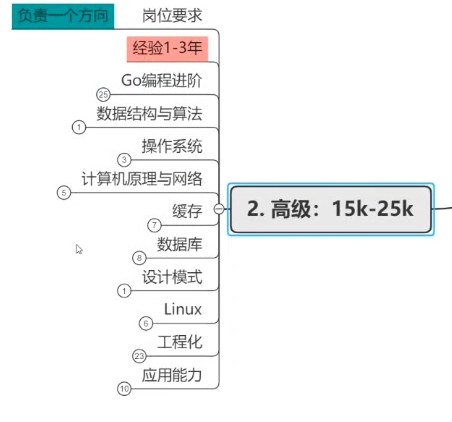 负责一个方向 岗位要求
经验1-3年
Go编程进阶
25
数据结构与算法
1
操作系统
3
计算机原理与网络
5
缓存
7
2. 高级：15k-25k
数据库
8
设计模式
1
Linux
6
工程化
23
应用能力
10